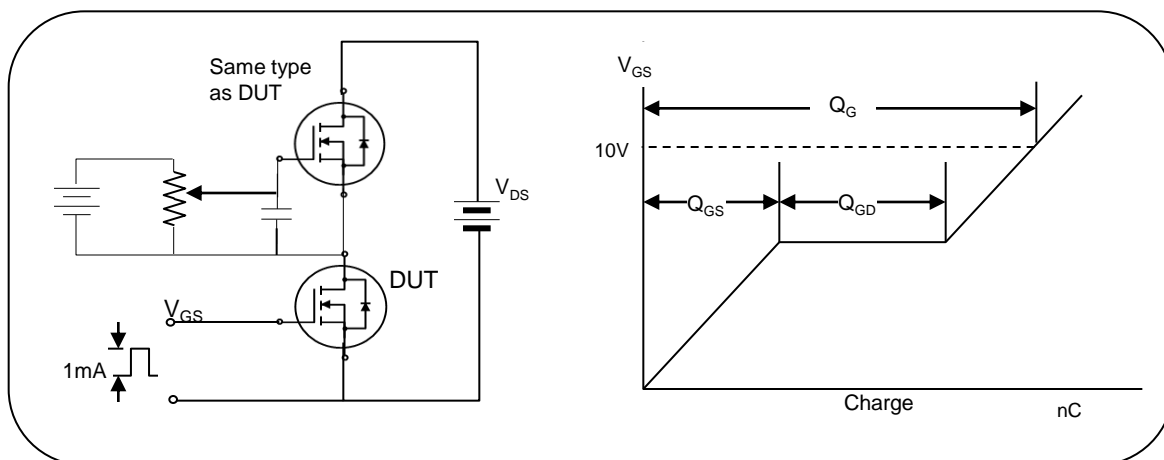 Same type
as DUT
V_DS
DUT
V_GS
1mA
V_GS
Q_G
10V
Q_GS
Q_GD
Charge
nC